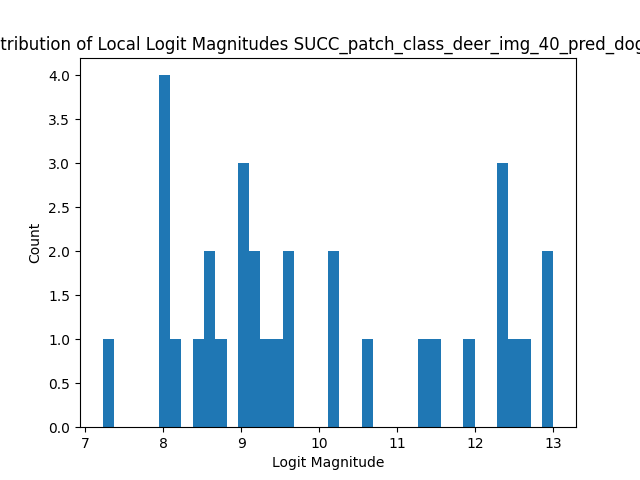 tribution of Local Logit Magnitudes SUCC_patch_class_deer_img_40_pred_dog
4.0
3.5
3.0
2.5
2.0
1.5
1.0
0.5
0.0
Count
7 8 9 10 11 12 13
Logit Magnitude